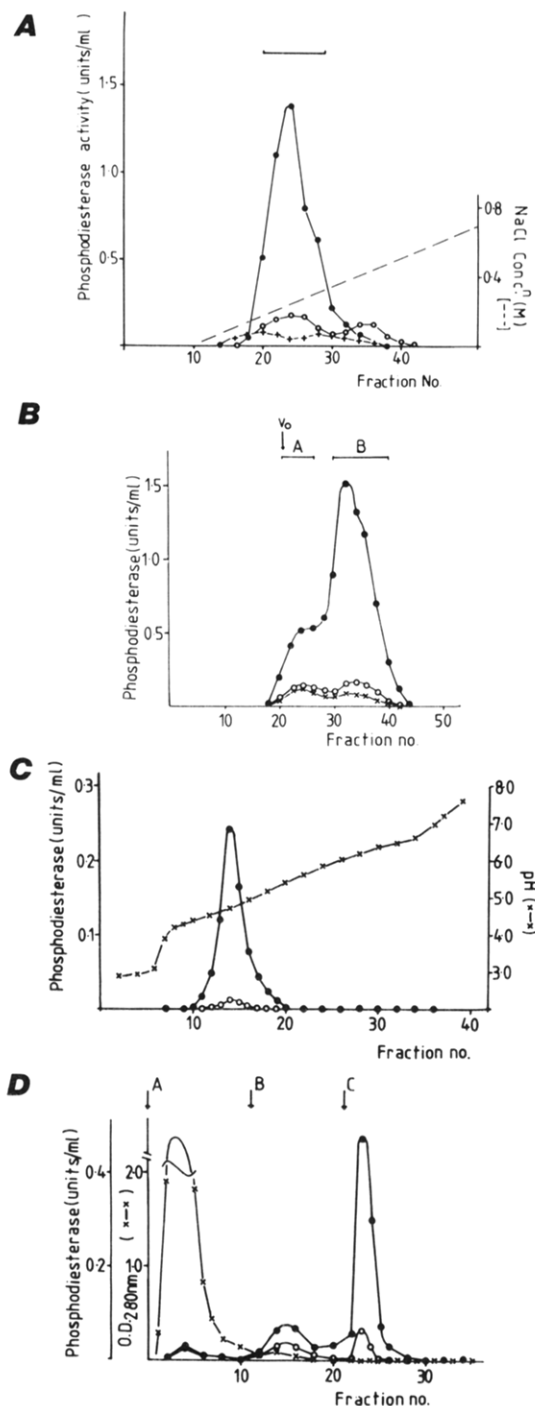 A
Phosphodiesterase activity (units/ml)
1·5
1·0
0·5
0·8
0·4
NaCl Conc.ⁿ (M)
[---]
10
20
30
40
Fraction No.
B
Vo
A
B
Phosphodiesterase (units/ml)
1·5
1·0
0·5
10
20
30
40
50
Fraction no.
C
Phosphodiesterase (units/ml)
0·3
0·2
0·1
8·0
7·0
6·0
5·0
4·0
3·0
pH (x—x)
10
20
30
40
Fraction no.
D
A
B
C
Phosphodiesterase (units/ml)
0·4
0·2
O.D.280nm (x—x)
20
1·0
10
20
30
Fraction no.